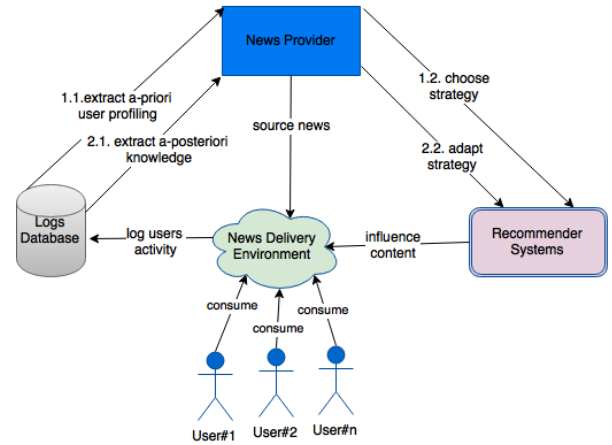 News Provider
1.1.extract a-priori
user profiling
1.2. choose
strategy
2.1. extract a-posteriori
knowledge
source news
2.2. adapt
strategy
Logs
Database
log users
activity
News Delivery
Environment
influence
content
Recommender
Systems
consume
consume
consume
User#1
User#2
User#n